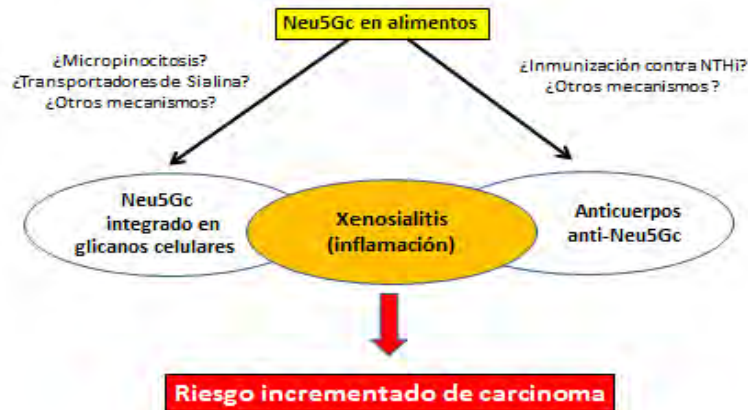 Neu5Gc en alimentos
¿Micropinocitosis?
¿Transportadores de Sialina?
¿Otros mecanismos?
¿Inmunización contra NTHi?
¿Otros mecanismos?
Neu5Gc
integrado en
glicanos celulares
Xenosialitis
(inflamación)
Anticuerpos
anti-Neu5Gc
Riesgo incrementado de carcinoma